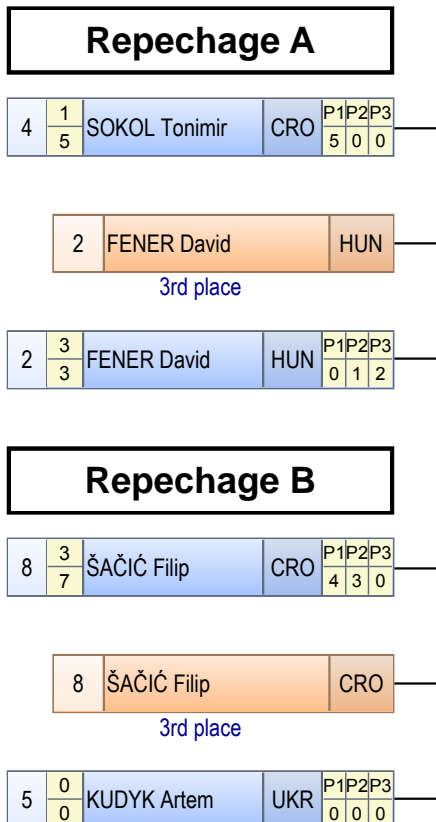 Repechage A
4 1 SOKOL Tonimir CRO P1 P2 P3
5 5 0 0
2 FENER David HUN
3rd place
2 3 FENER David HUN P1 P2 P3
3 0 1 2
Repechage B
8 3 ŠAČIĆ Filip CRO P1 P2 P3
7 4 3 0
8 ŠAČIĆ Filip CRO
3rd place
5 0 KUDYK Artem UKR P1 P2 P3
0 0 0 0